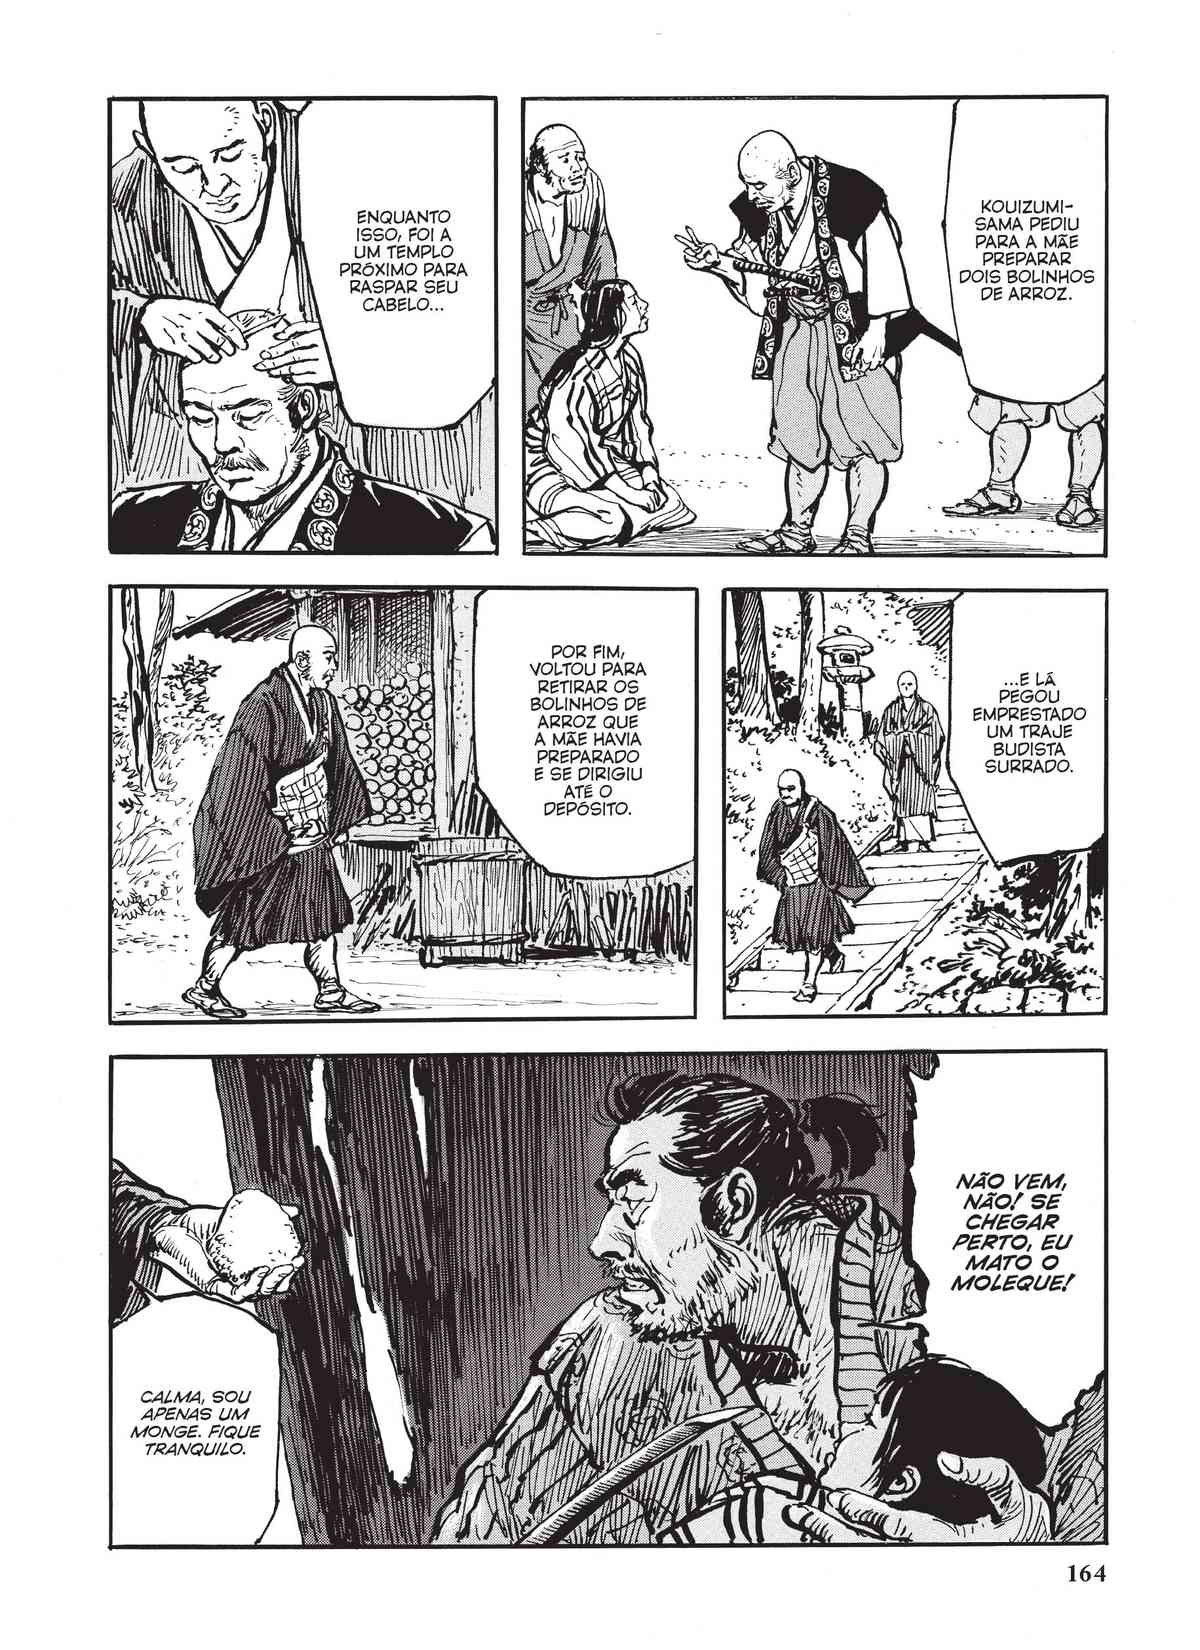 KOUIZUMI-
SAMA PEDIU
PARA A MÃE
PREPARAR
DOIS BOLINHOS
DE ARROZ.
ENQUANTO
ISSO, FOI A
UM TEMPLO
PRÓXIMO PARA
RASPAR SEU
CABELO...
...E LÁ
PEGOU
EMPRESTADO
UM TRAJE
BUDISTA
SURRADO.
POR FIM,
VOLTOU PARA
RETIRAR OS
BOLINHOS DE
ARROZ QUE
A MÃE HAVIA
PREPARADO
E SE DIRIGIU
ATÉ O
DEPÓSITO.
NÃO VEM,
NÃO! SE
CHEGAR
PERTO, EU
MATO O
MOLEQUE!
CALMA, SOU
APENAS UM
MONGE. FIQUE
TRANQUILO.
164